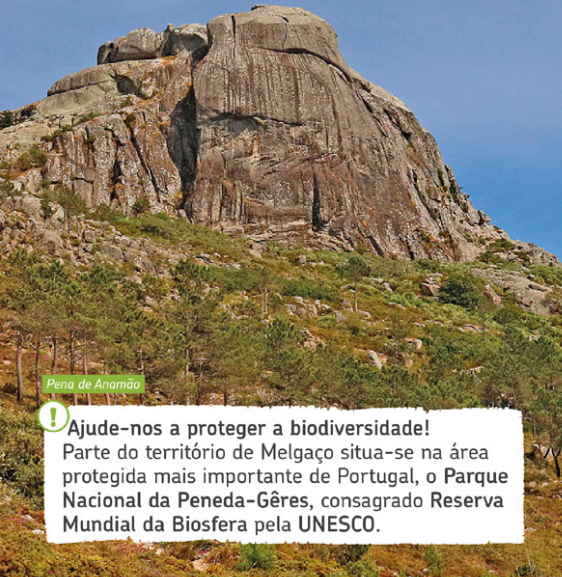 Pena de Anamão
Ajude-nos a proteger a biodiversidade!
Parte do território de Melgaço situa-se na área
protegida mais importante de Portugal, o Parque
Nacional da Peneda-Gêres, consagrado Reserva
Mundial da Biosfera pela UNESCO.